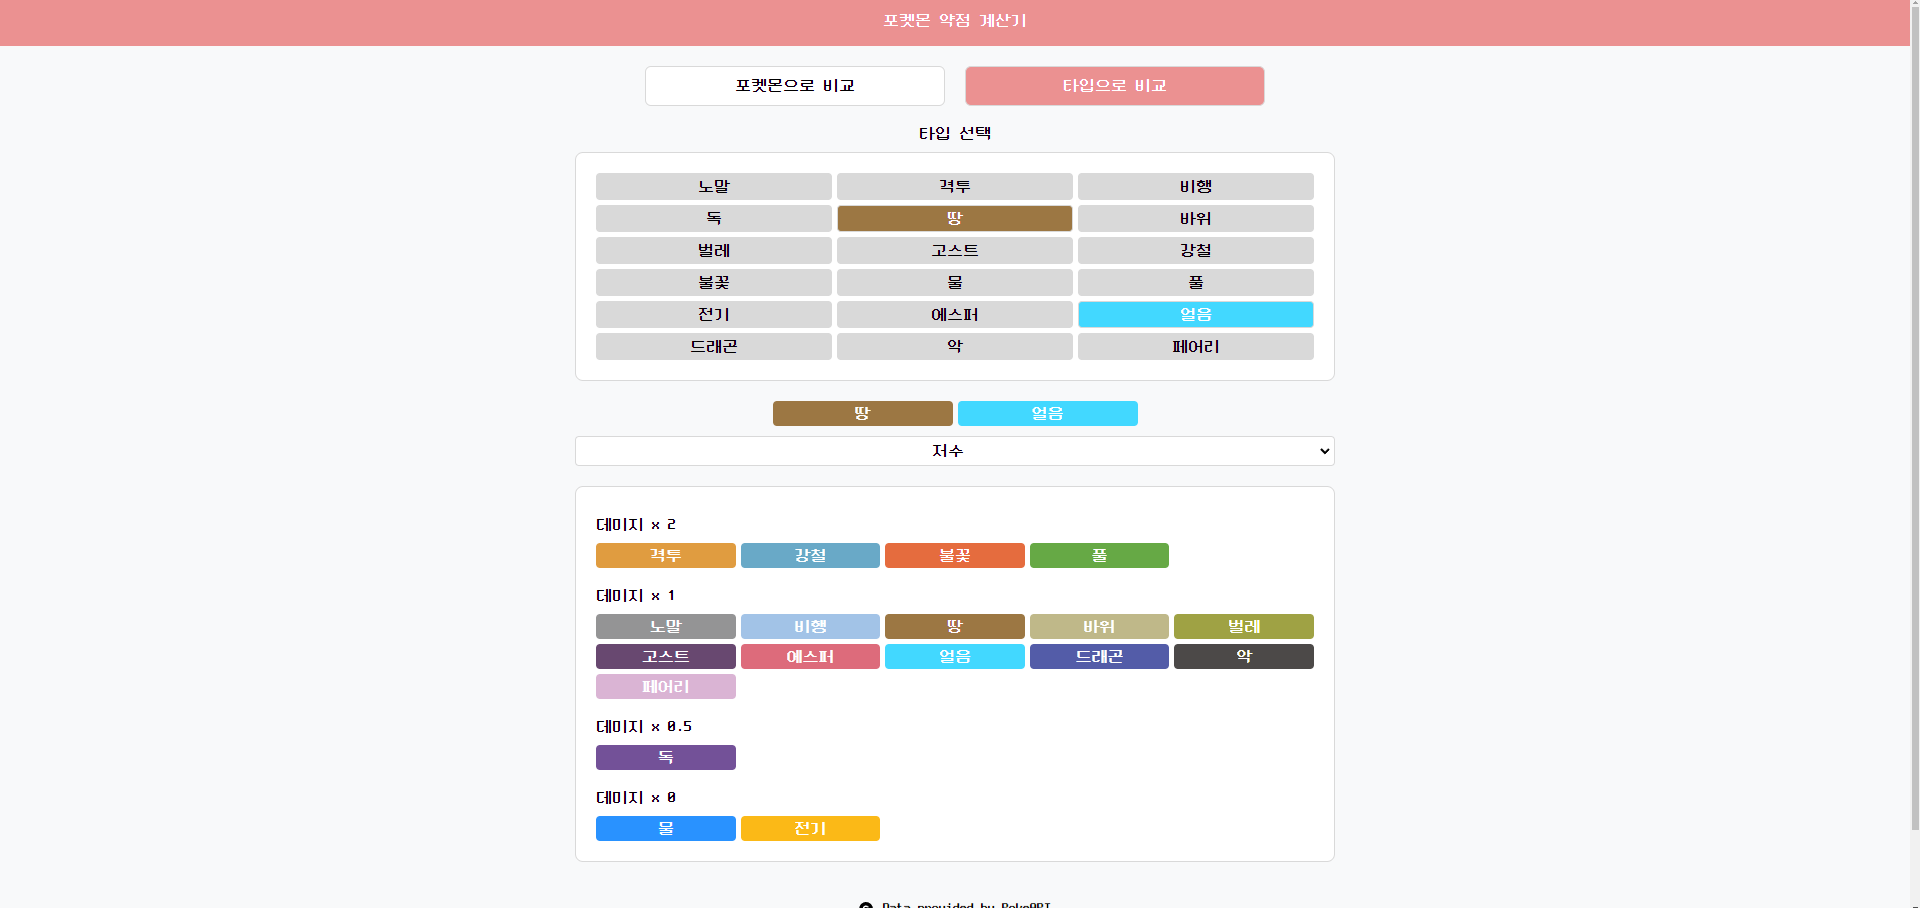 포켓몬 약점 계산기
포켓몬으로 비교 타입으로 비교
타입 선택
노말 격투 비행
독 땅 바위
벌레 고스트 강철
불꽃 물 풀
전기 에스퍼 얼음
드래곤 악 페어리
땅 얼음
저수
데미지 x 2
격투 강철 불꽃 풀
데미지 x 1
노말 비행 땅 바위 벌레
고스트 에스퍼 얼음 드래곤 악
페어리
데미지 x 0.5
독
데미지 x 0
물 전기
Data provided by PokeAPI